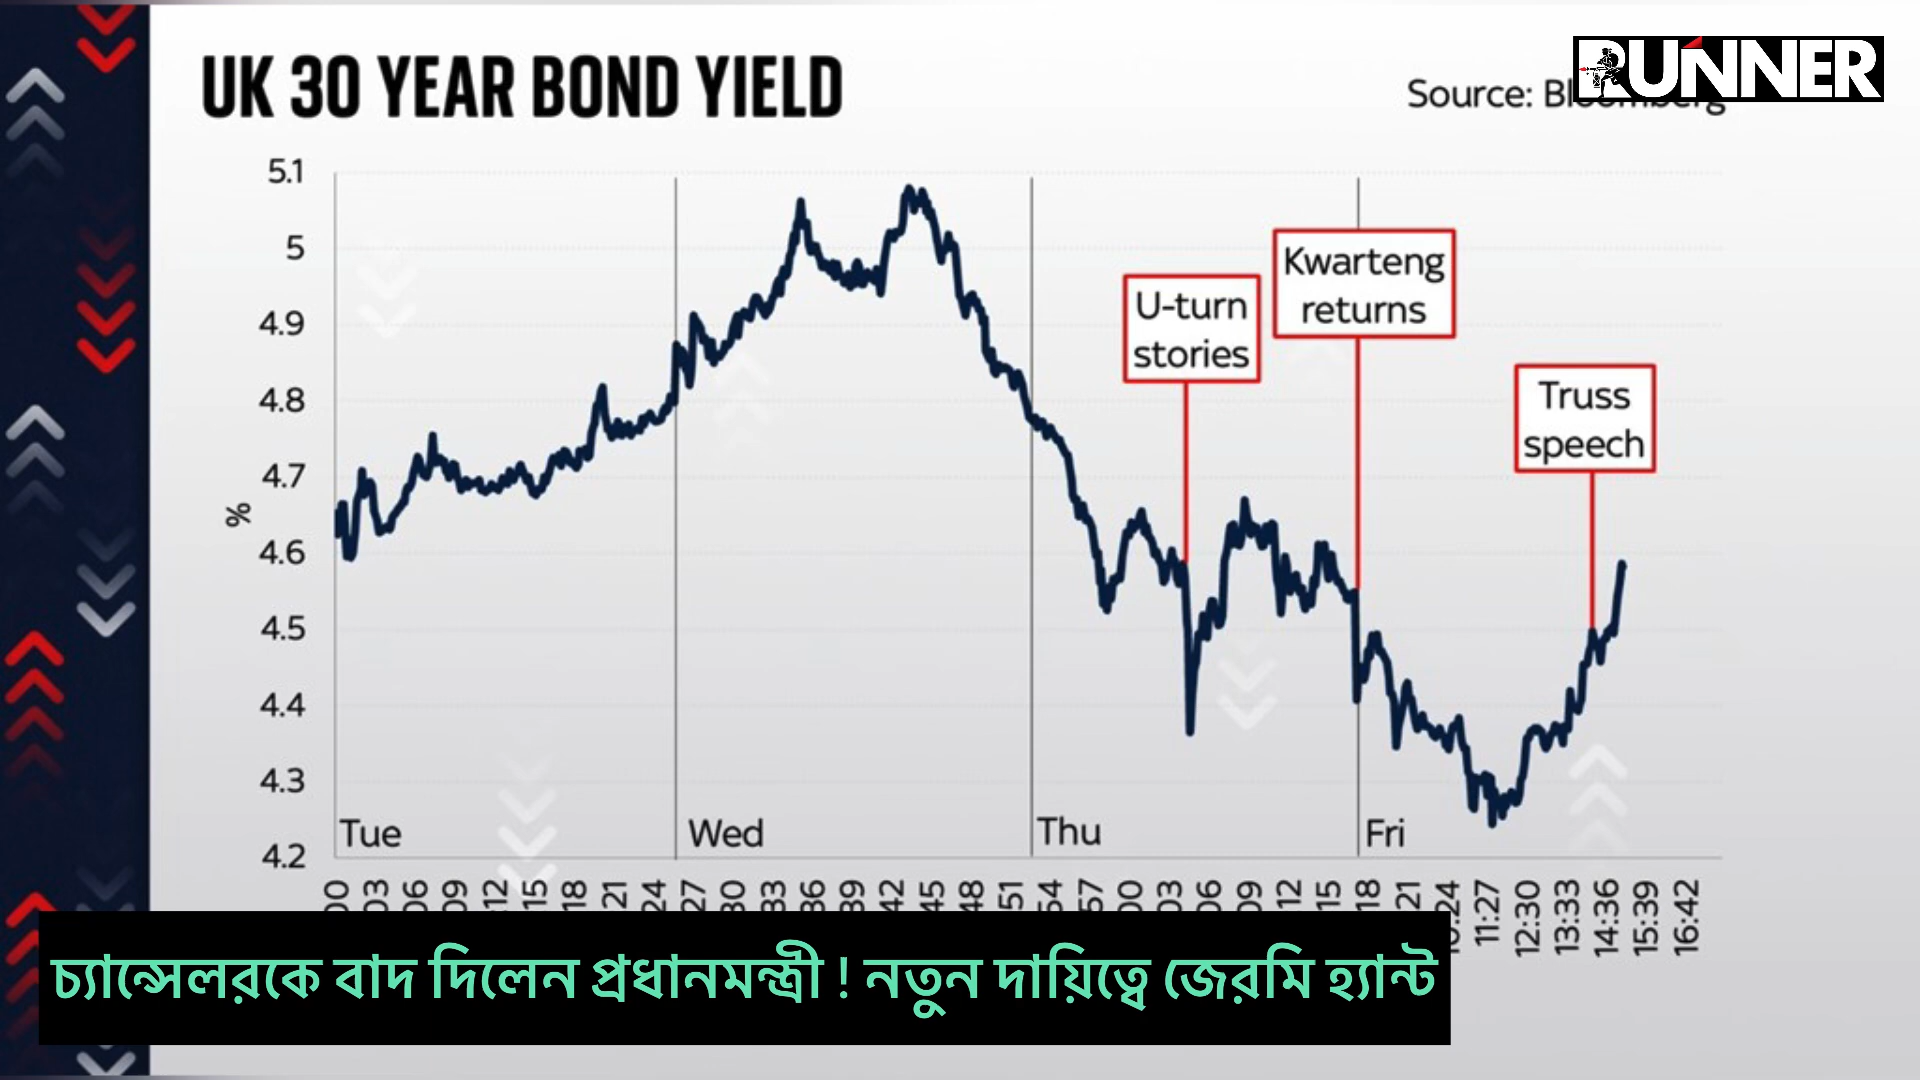 UK 30 YEAR BOND YIELD
RUNNER
Source:
5.1
5
4.9
4.8
4.7
4.6
4.5
4.4
4.3
4.2
%
U-turn
stories
Kwarteng
returns
Truss
speech
Tue Wed Thu Fri
11:27 12:30 13:33 14:36 15:39 16:42
চ্যান্সেলরকে বাদ দিলেন প্রধানমন্ত্রী ! নতুন দায়িত্বে জেরমি হ্যান্ট